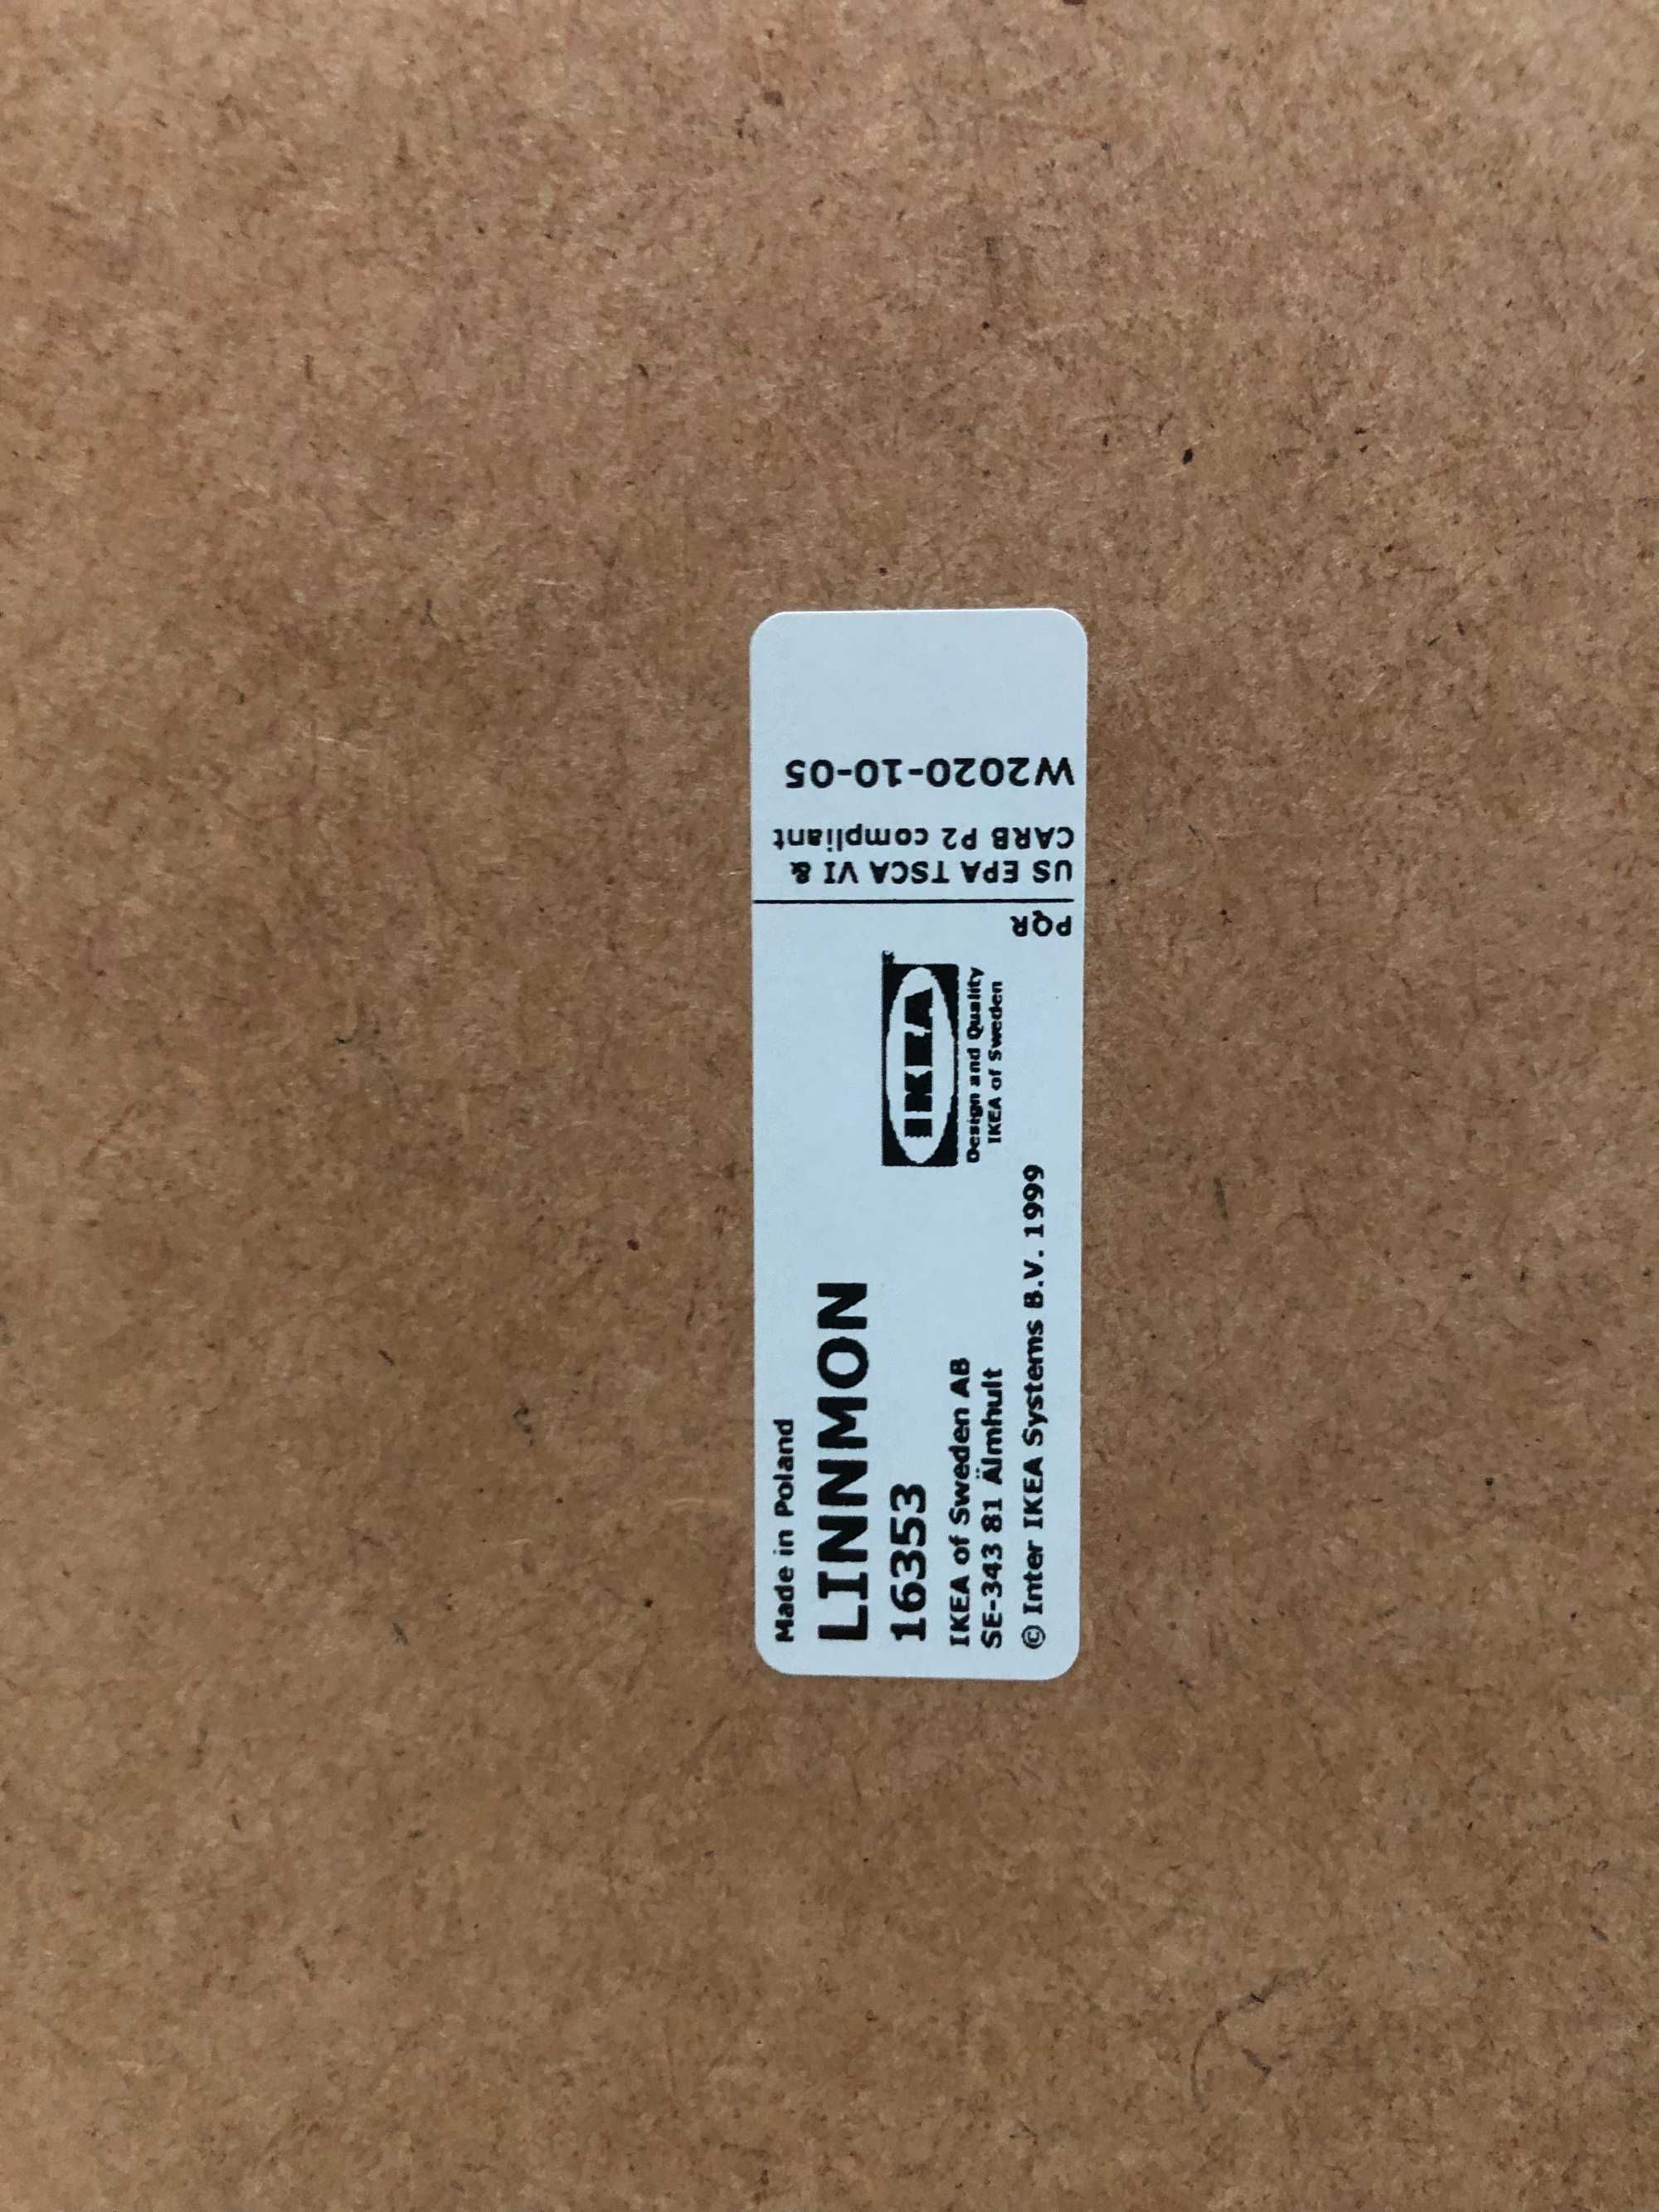 Made in Poland
LINNMON
16353
IKEA of Sweden AB
SE-343 81 Älmhult
© Inter IKEA Systems B.V. 1999
IKEA®
Design and Quality
IKEA of Sweden
PQR
US EPA TSCA VI &
CARB P2 compliant
W2020-10-05